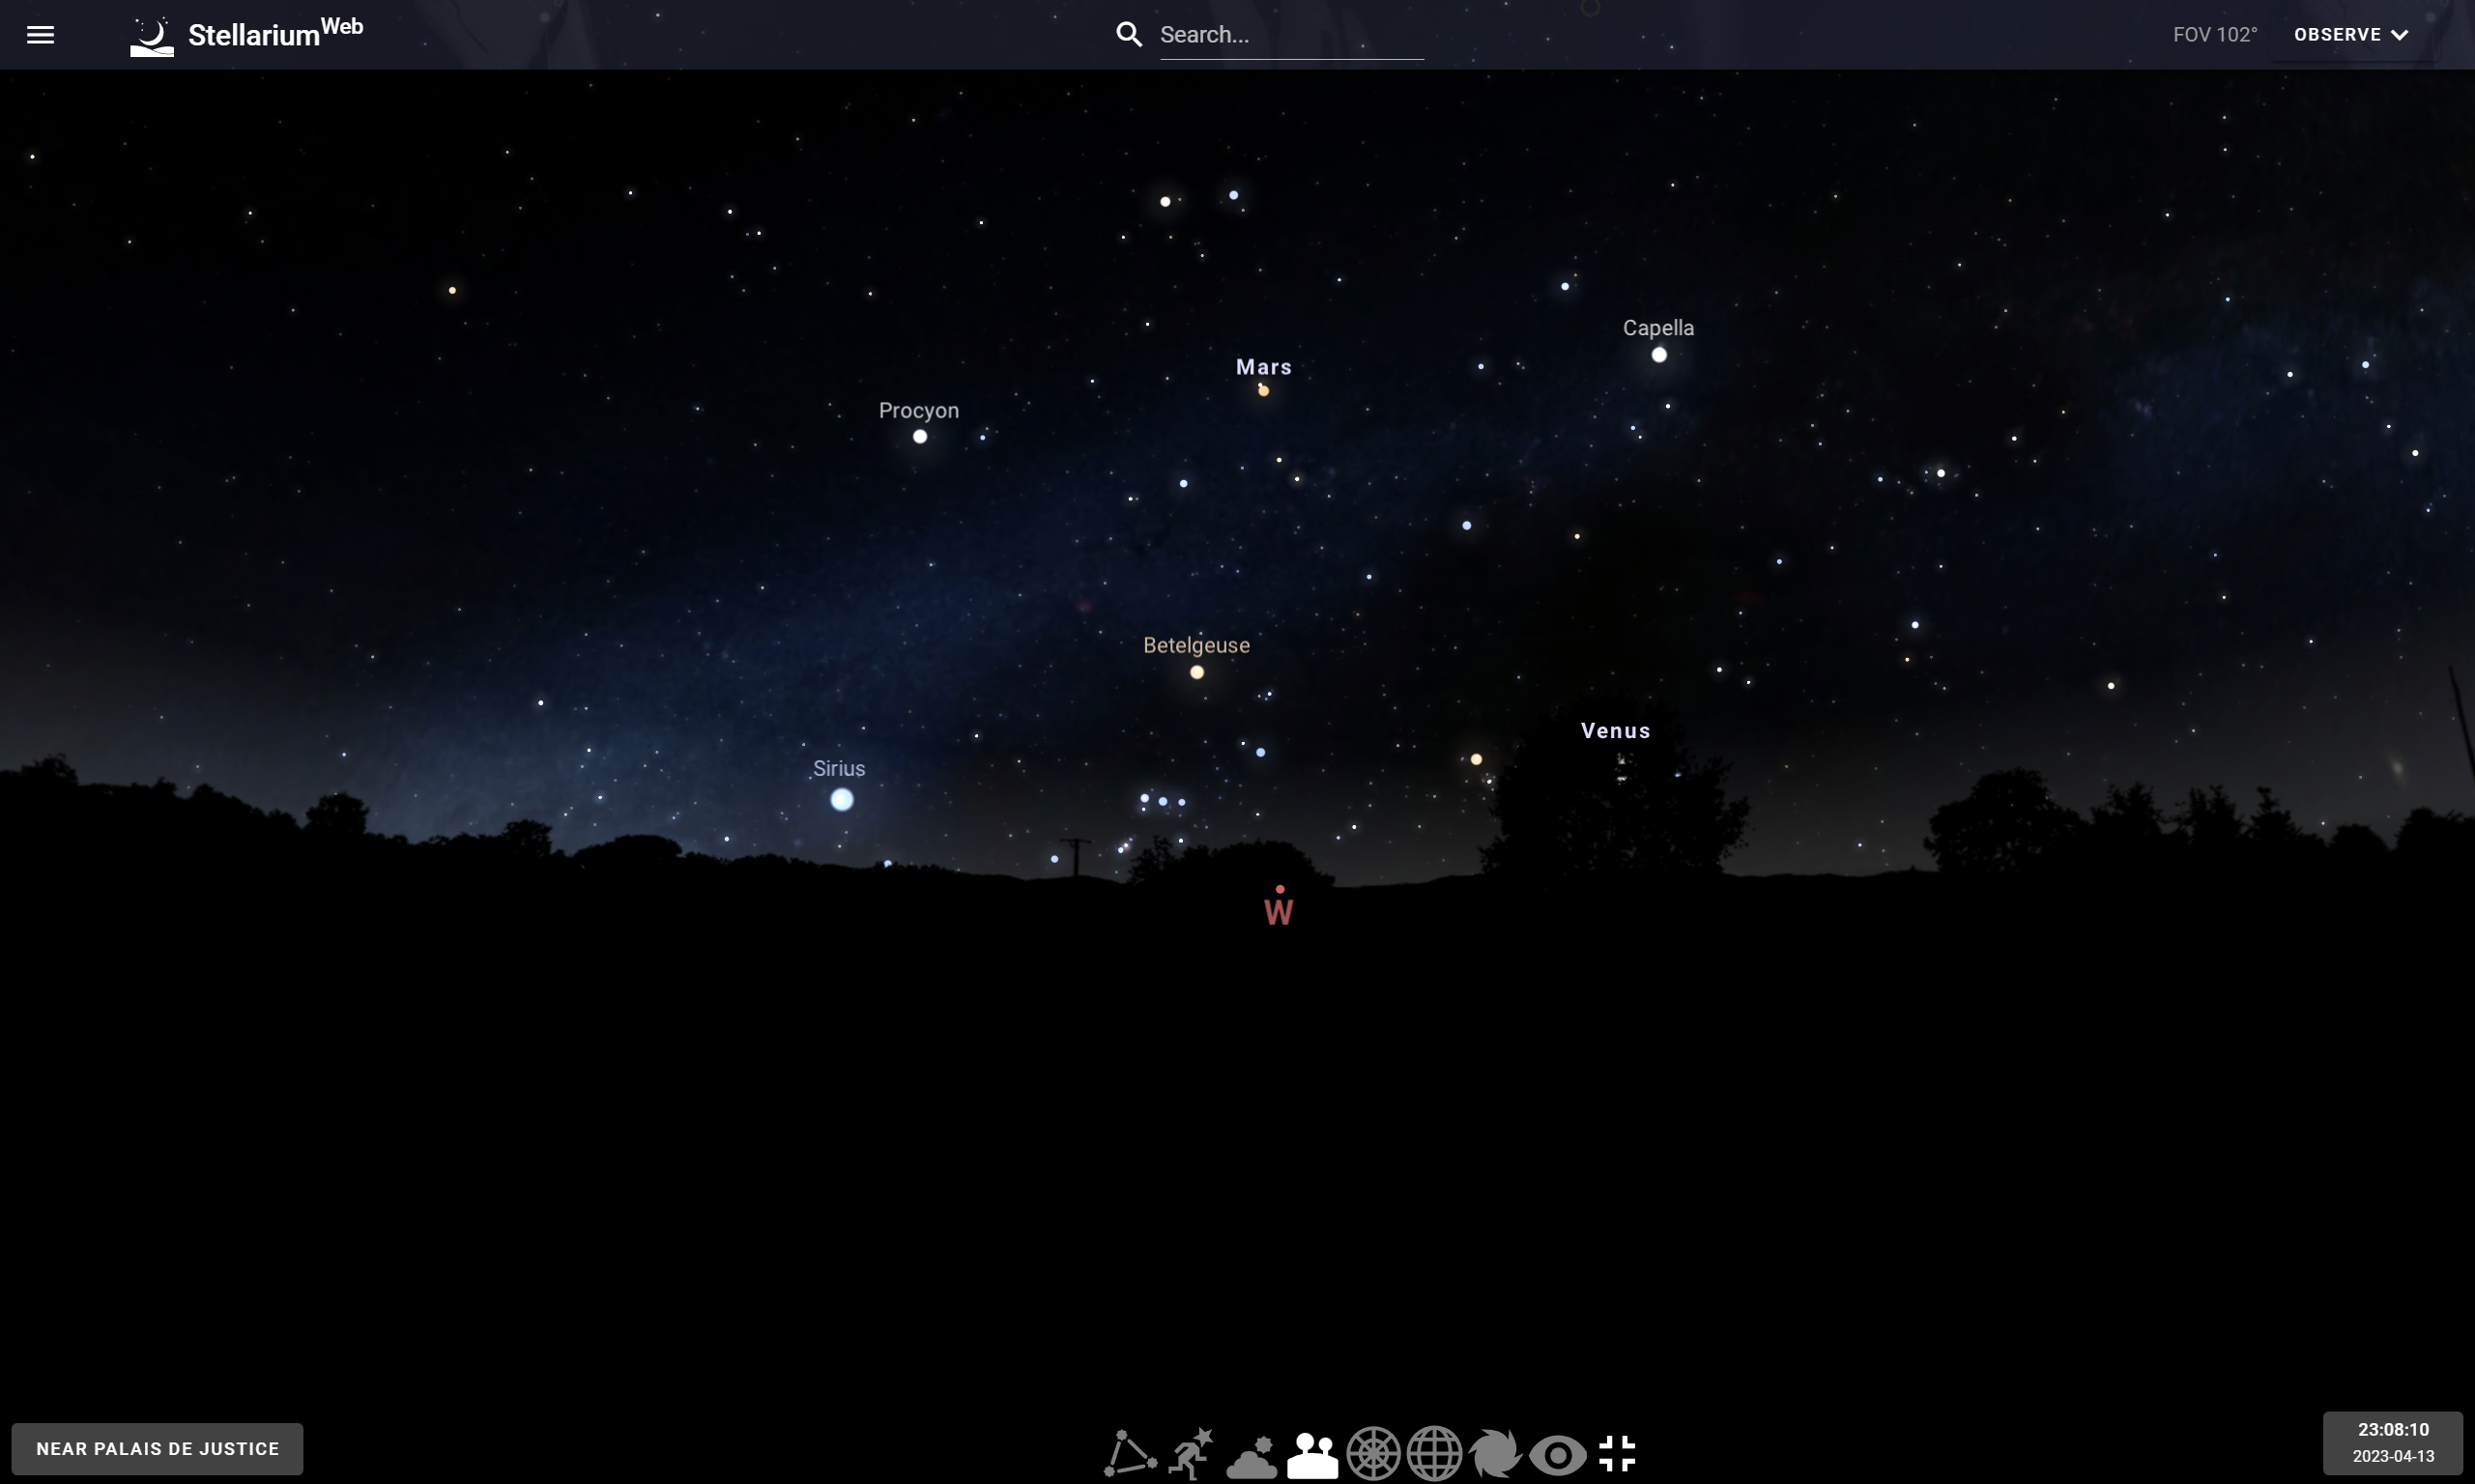 StellariumWeb
Search...
FOV 102°
OBSERVE
Capella
Mars
Procyon
Betelgeuse
Venus
Sirius
W
NEAR PALAIS DE JUSTICE
23:08:10
2023-04-13